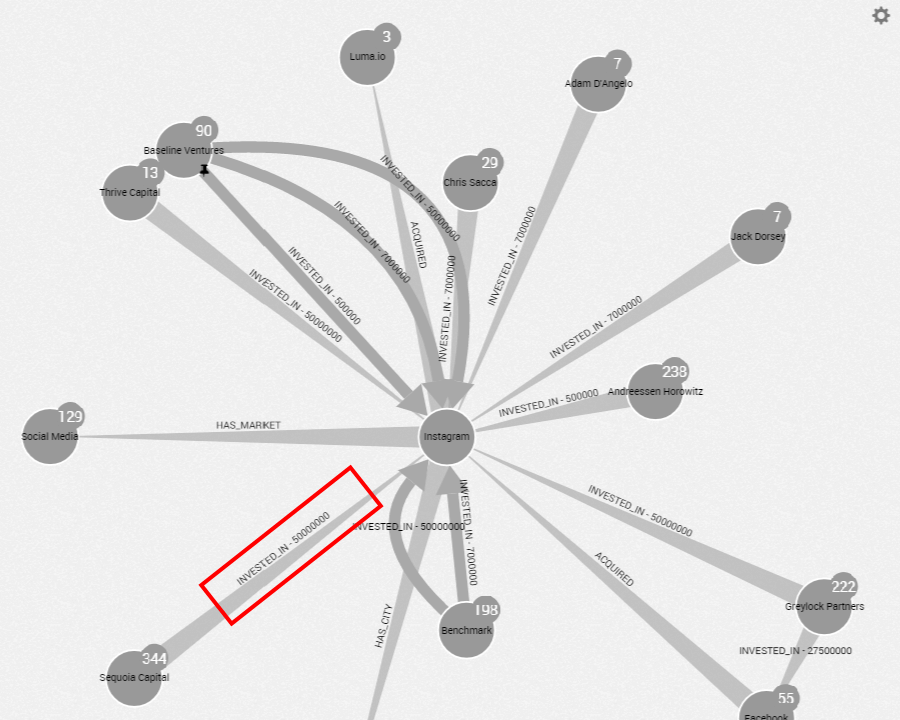 3
Luma.io
7
Adam D'Angelo
90
Baseline Ventures
13
Thrive Capital
29
Chris Sacca
7
Jack Dorsey
INVESTED_IN - 50000000
INVESTED_IN - 7000000
ACQUIRED
INVESTED_IN - 7000000
INVESTED_IN - 7000000
INVESTED_IN - 500000
INVESTED_IN - 50000000
INVESTED_IN - 7000000
238
Andreessen Horowitz
INVESTED_IN - 500000
129
Social Media
HAS_MARKET
Instagram
INVESTED_IN - 50000000
INVESTED_IN - 50000000
INVESTED_IN - 7000000
INVESTED_IN - 50000000
ACQUIRED
HAS_CITY
198
Benchmark
222
Greylock Partners
INVESTED_IN - 27500000
344
Sequoia Capital
55
Facebook